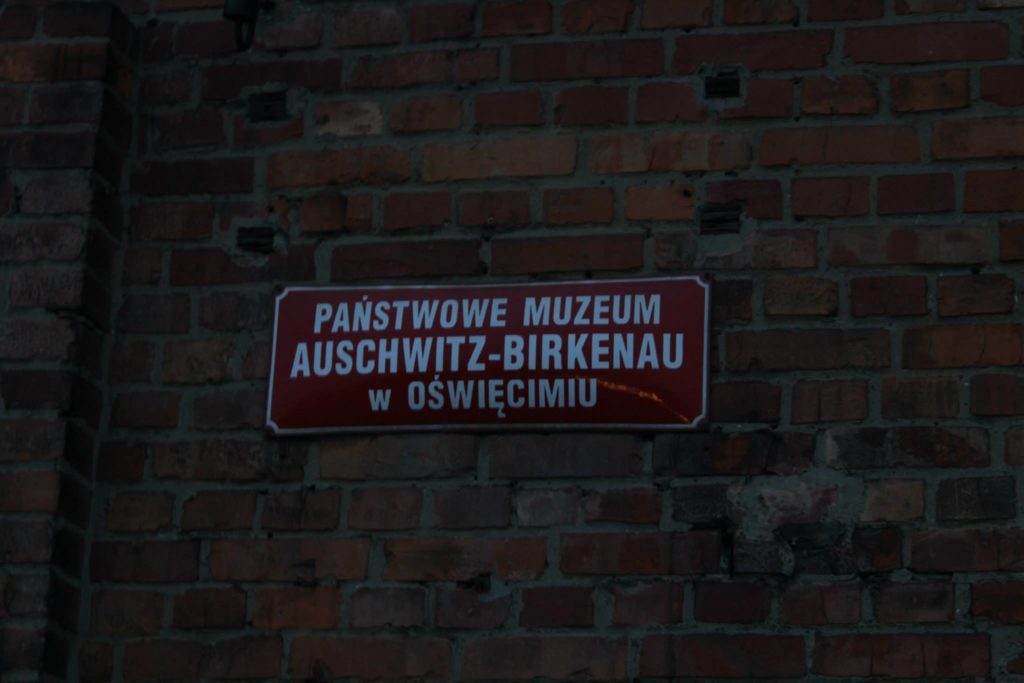 PAŃSTWOWE MUZEUM
AUSCHWITZ-BIRKENAU
w OŚWIĘCIMIU